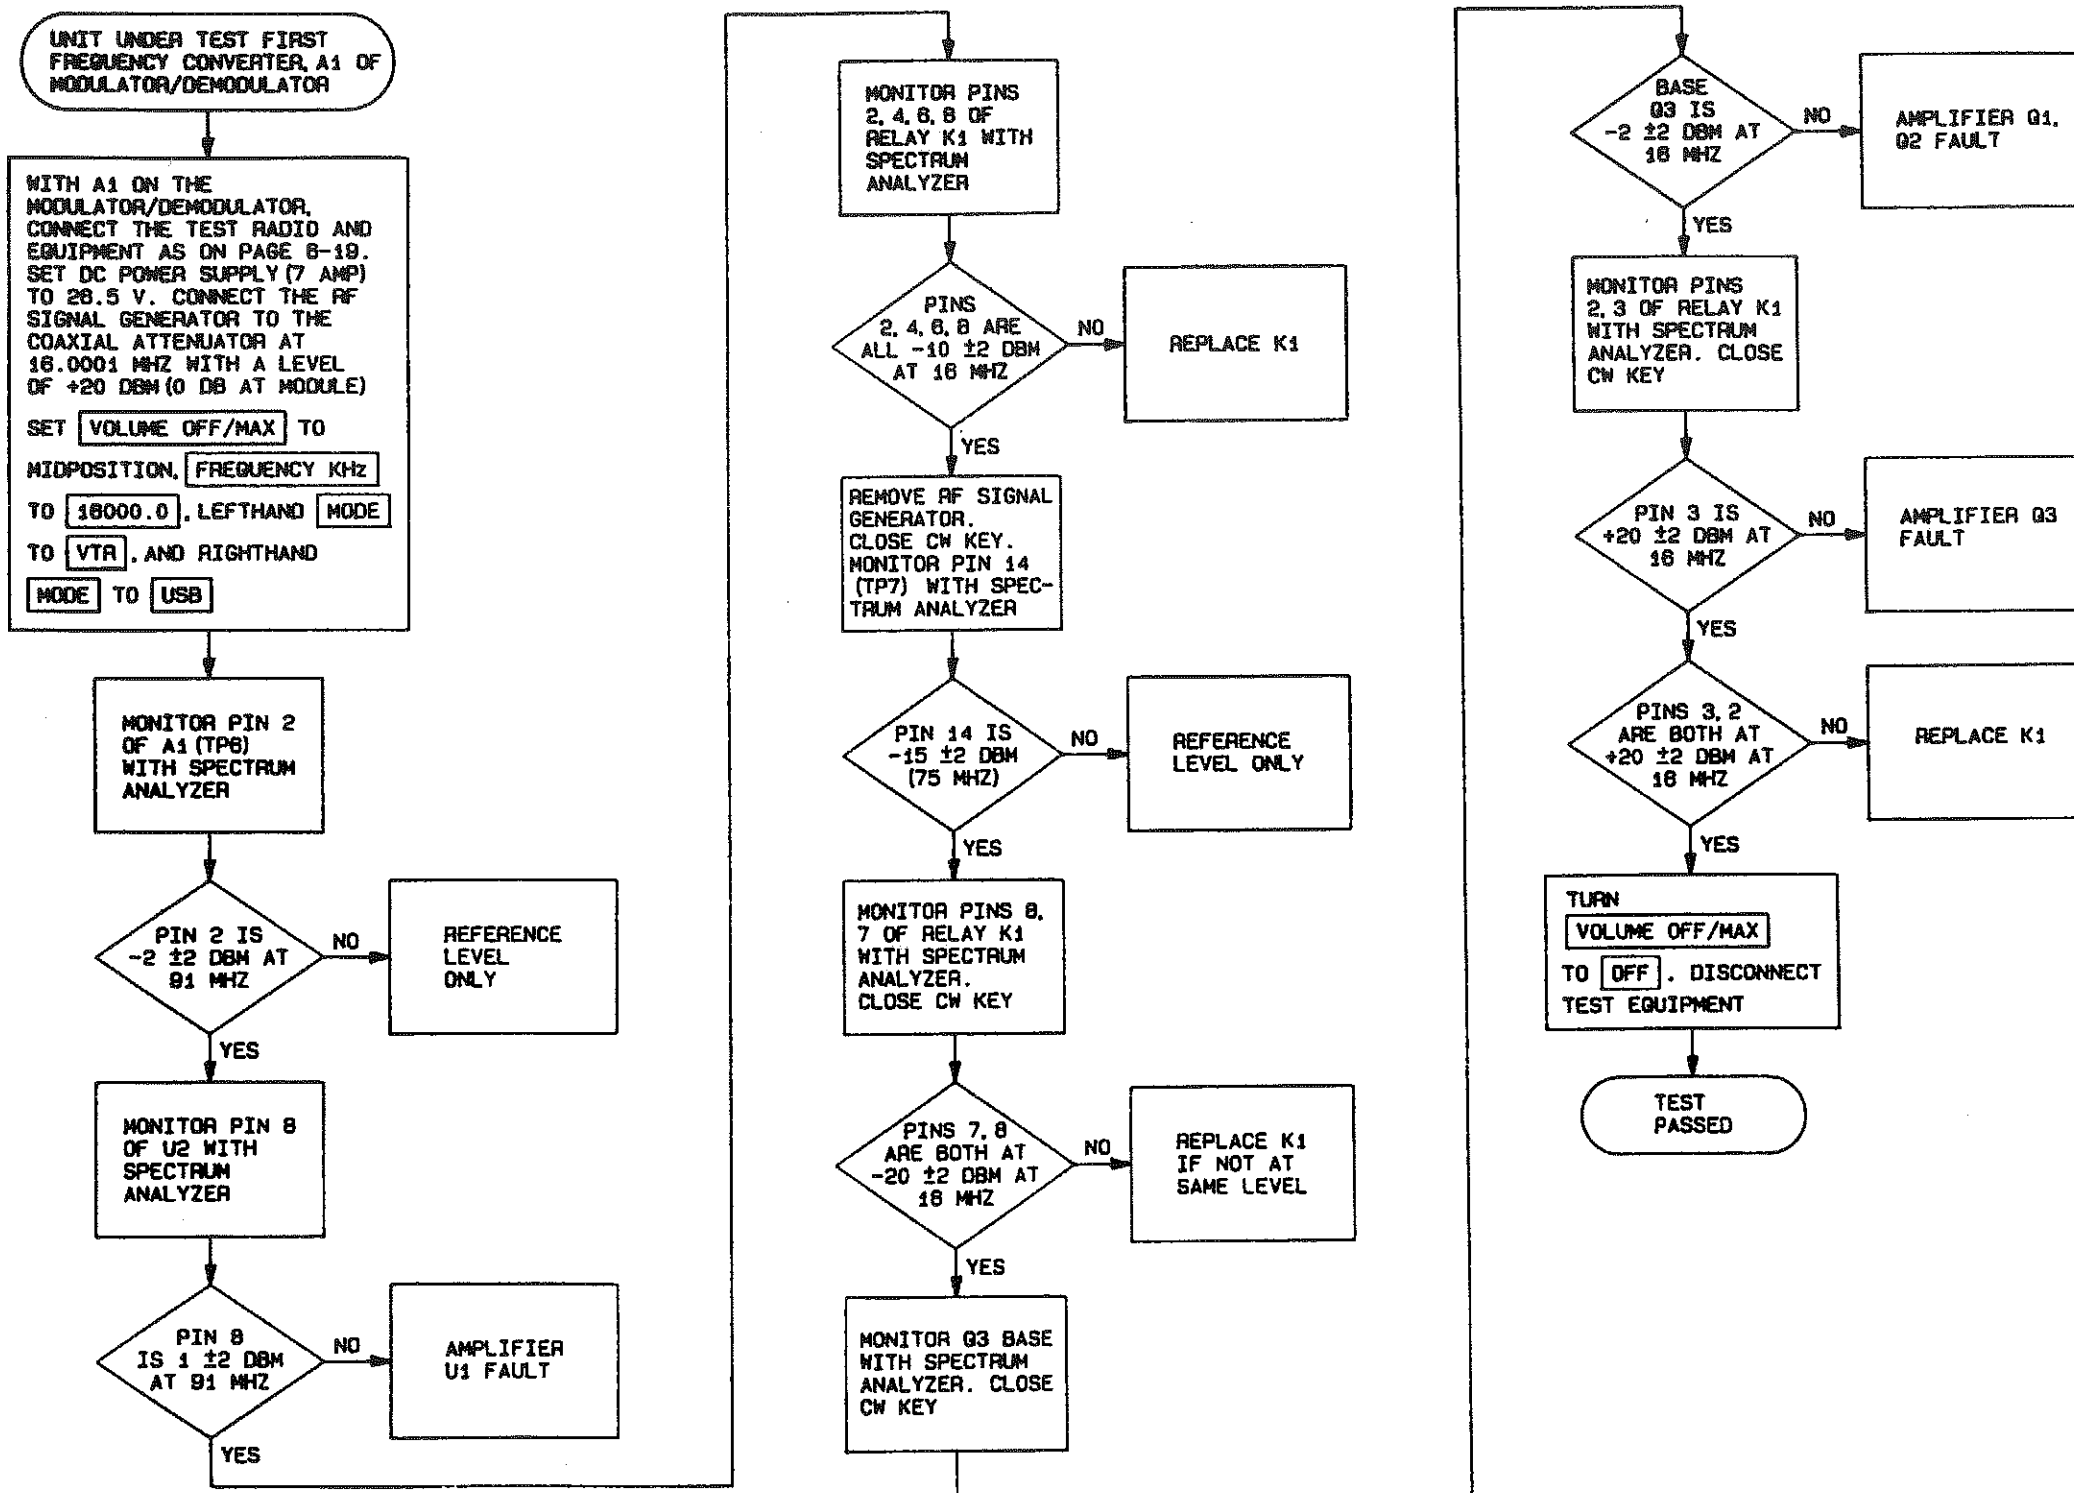 UNIT UNDER TEST FIRST
FREQUENCY CONVERTER, A1 OF
MODULATOR/DEMODULATOR
WITH A1 ON THE
MODULATOR/DEMODULATOR,
CONNECT THE TEST RADIO AND
EQUIPMENT AS ON PAGE 6-19.
SET DC POWER SUPPLY (7 AMP)
TO 26.5 V. CONNECT THE RF
SIGNAL GENERATOR TO THE
COAXIAL ATTENUATOR AT
16.0001 MHZ WITH A LEVEL
OF +20 DBM (0 DB AT MODULE)
SET VOLUME OFF/MAX TO
MIDPOSITION, FREQUENCY KHz
TO 16000.0, LEFTHAND MODE
TO VTR, AND RIGHTHAND
MODE TO USB
MONITOR PIN 2
OF A1 (TP6)
WITH SPECTRUM
ANALYZER
PIN 2 IS
-2 ±2 DBM AT
91 MHZ
NO
REFERENCE
LEVEL
ONLY
YES
MONITOR PIN 8
OF U2 WITH
SPECTRUM
ANALYZER
PIN 8
IS 1 ±2 DBM
AT 91 MHZ
NO
AMPLIFIER
U1 FAULT
YES
MONITOR PINS
2, 4, 6, 8 OF
RELAY K1 WITH
SPECTRUM
ANALYZER
PINS
2, 4, 6, 8 ARE
ALL -10 ±2 DBM
AT 16 MHZ
NO
REPLACE K1
YES
REMOVE RF SIGNAL
GENERATOR.
CLOSE CW KEY.
MONITOR PIN 14
(TP7) WITH SPEC-
TRUM ANALYZER
PIN 14 IS
-15 ±2 DBM
(75 MHZ)
NO
REFERENCE
LEVEL ONLY
YES
MONITOR PINS 8,
7 OF RELAY K1
WITH SPECTRUM
ANALYZER.
CLOSE CW KEY
PINS 7, 8
ARE BOTH AT
-20 ±2 DBM AT
16 MHZ
NO
REPLACE K1
IF NOT AT
SAME LEVEL
YES
MONITOR Q3 BASE
WITH SPECTRUM
ANALYZER. CLOSE
CW KEY
BASE
Q3 IS
-2 ±2 DBM AT
16 MHZ
NO
AMPLIFIER Q1,
Q2 FAULT
YES
MONITOR PINS
2, 3 OF RELAY K1
WITH SPECTRUM
ANALYZER. CLOSE
CW KEY
PIN 3 IS
+20 ±2 DBM AT
16 MHZ
NO
AMPLIFIER Q3
FAULT
YES
PINS 3, 2
ARE BOTH AT
+20 ±2 DBM AT
16 MHZ
NO
REPLACE K1
YES
TURN
VOLUME OFF/MAX
TO OFF. DISCONNECT
TEST EQUIPMENT
TEST
PASSED